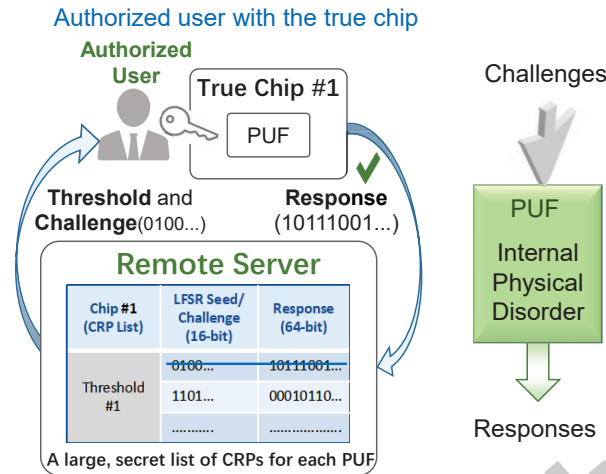 Authorized user with the true chip
Authorized
User
True Chip #1
PUF
Threshold and
Challenge(0100...)
Response
(10111001...)
Remote Server
Chip #1
(CRP List)
LFSR Seed/
Challenge
(16-bit)
Response
(64-bit)
Threshold
#1
0100... 10111001...
1101... 00010110...
........... ..................
A large, secret list of CRPs for each PUF
Challenges
PUF
Internal
Physical
Disorder
Responses